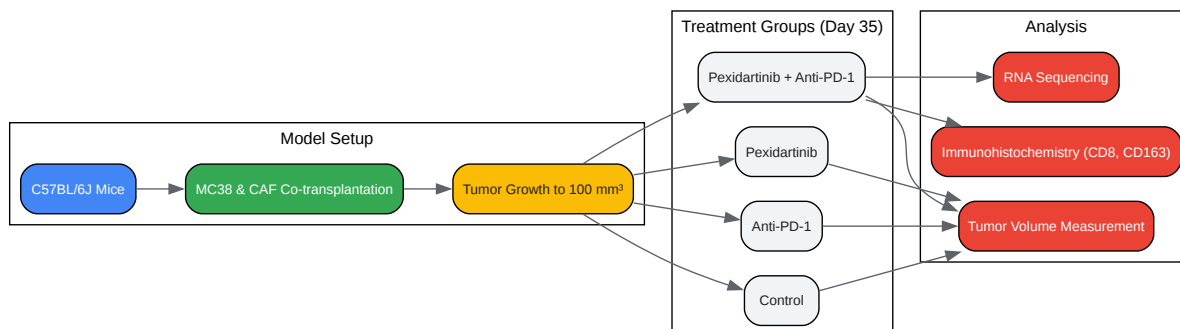 Model Setup
C57BL/6J Mice
MC38 & CAF Co-transplantation
Tumor Growth to 100 mm³
Treatment Groups (Day 35)
Pexidartinib + Anti-PD-1
Pexidartinib
Anti-PD-1
Control
Analysis
RNA Sequencing
Immunohistochemistry (CD8, CD163)
Tumor Volume Measurement